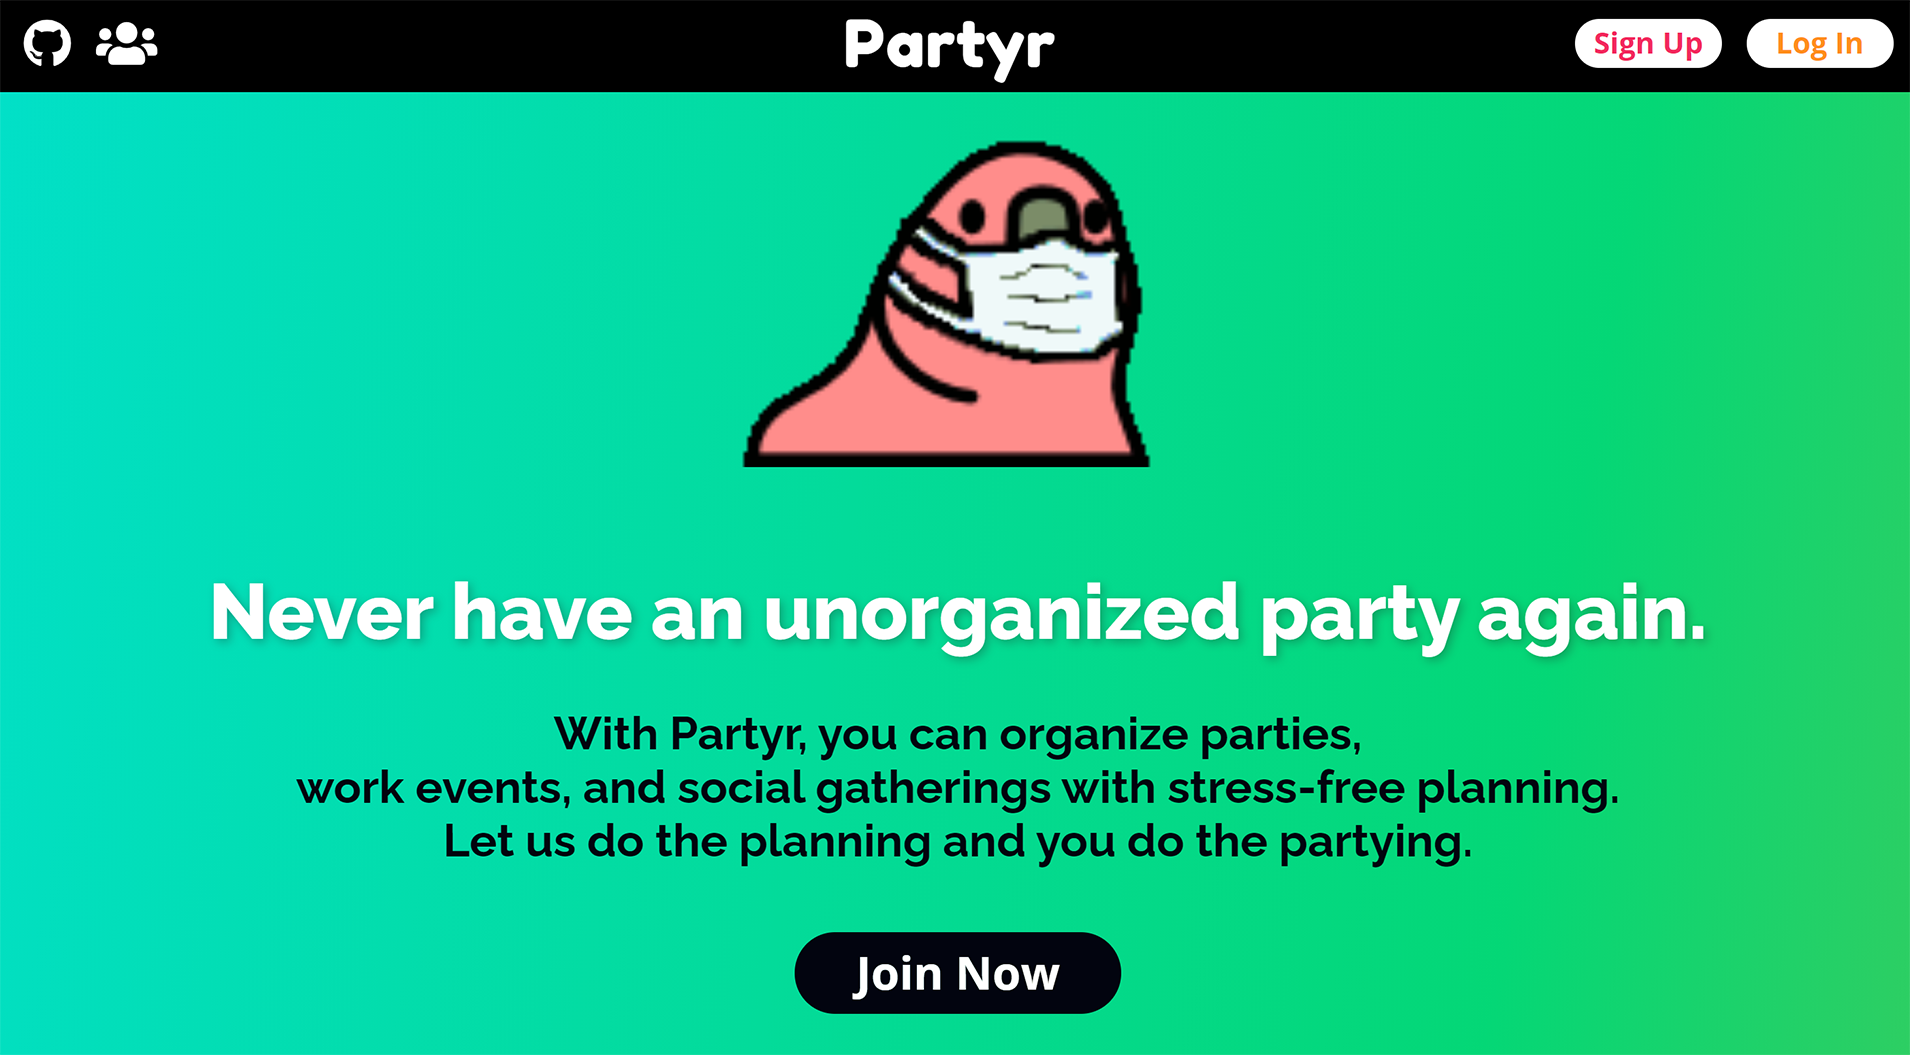 Partyr
Sign Up
Log In
Never have an unorganized party again.
With Partyr, you can organize parties,
work events, and social gatherings with stress-free planning.
Let us do the planning and you do the partying.
Join Now